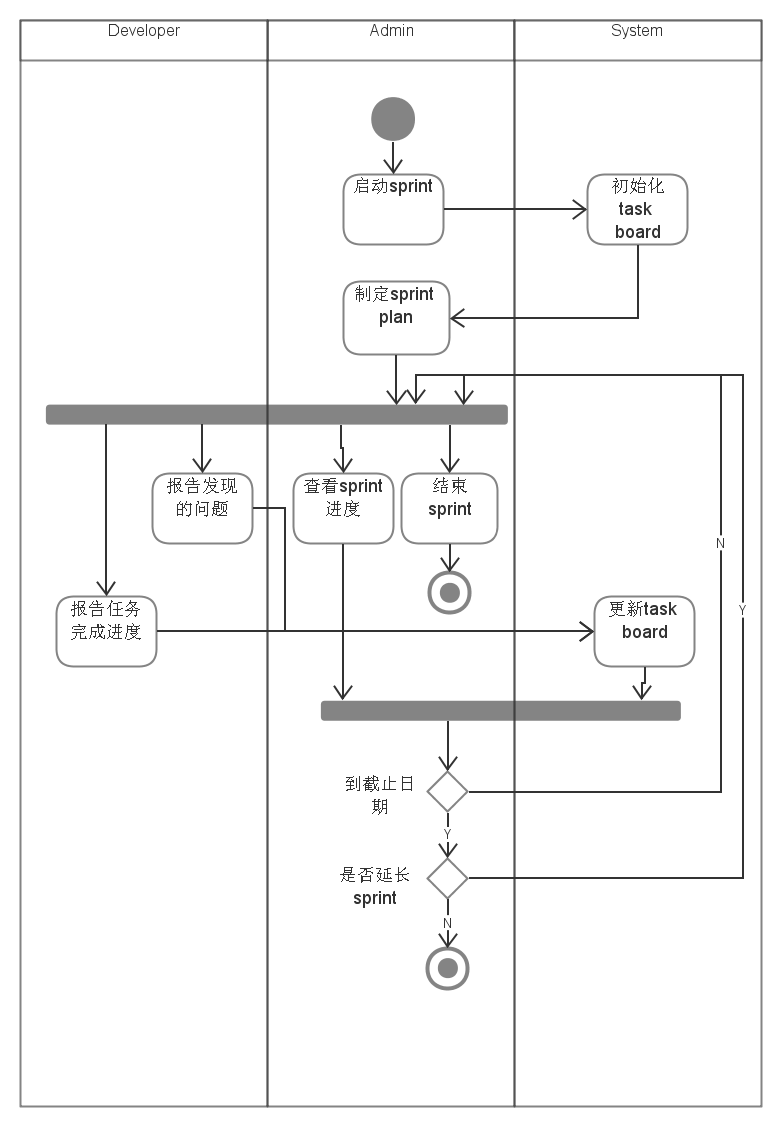 Developer
Admin
System
启动sprint
初始化
task
board
制定sprint
plan
报告发现
的问题
查看sprint
进度
结束
sprint
N
报告任务
完成进度
更新task
board
Y
到截止日
期
Y
是否延长
sprint
N